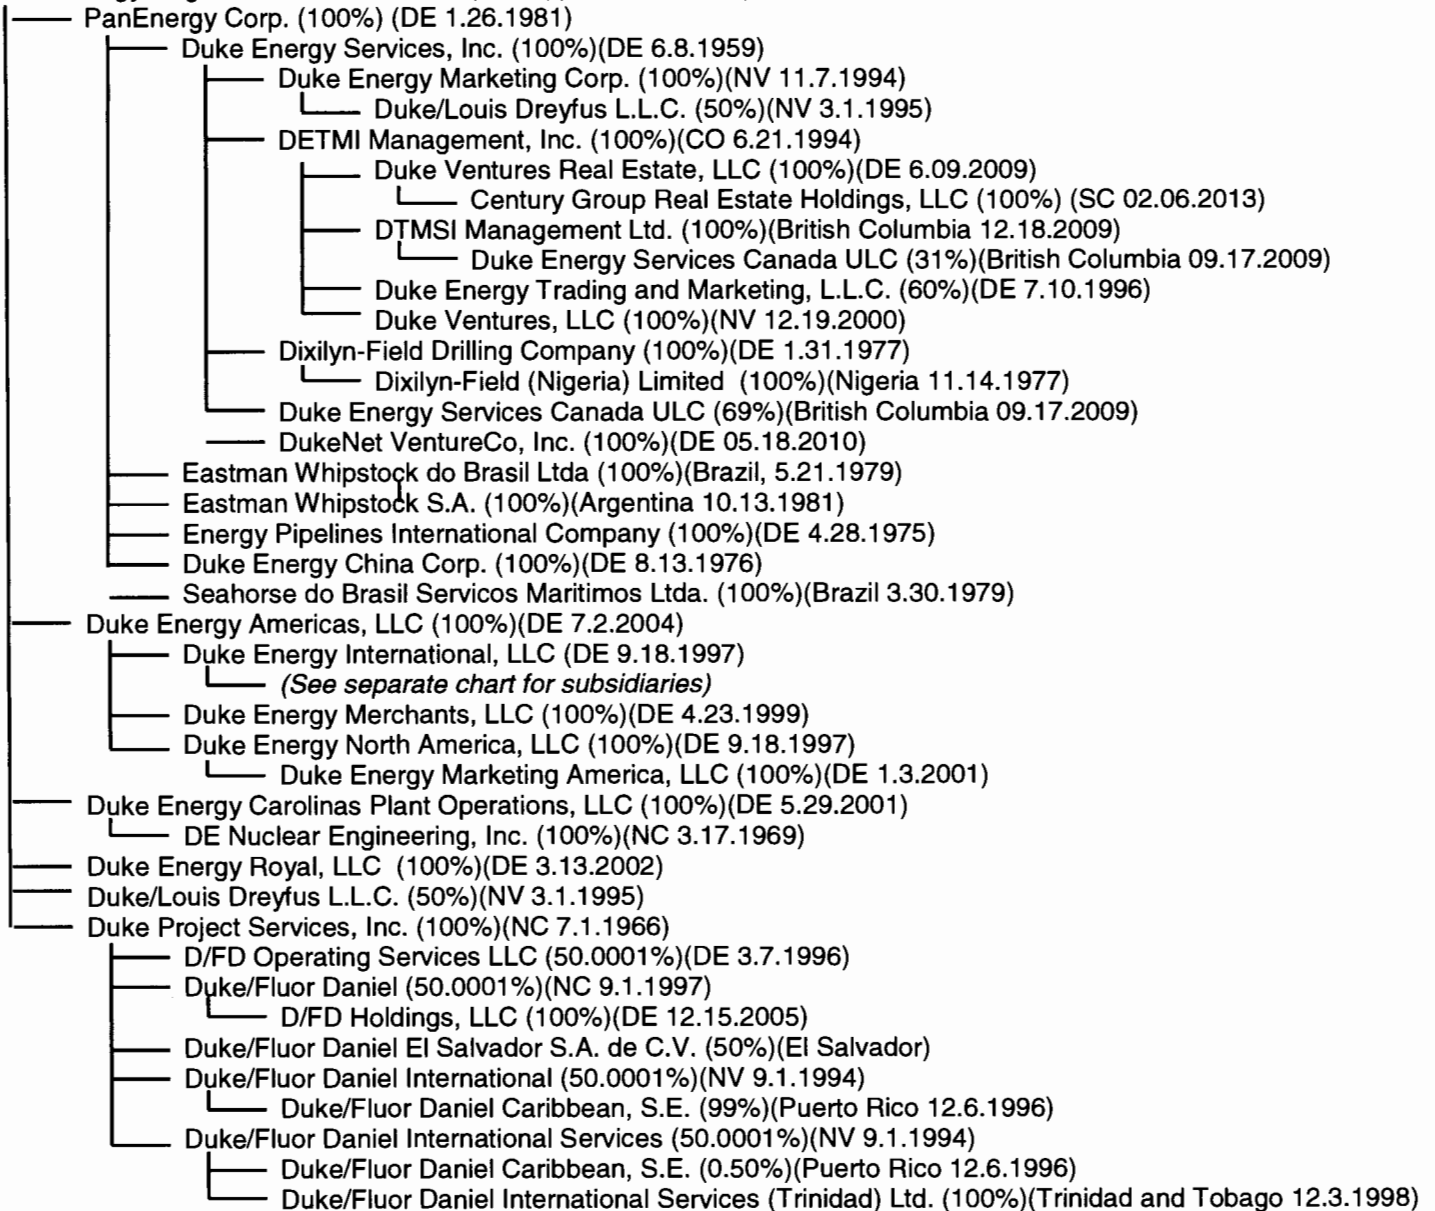 PanEnergy Corp. (100%) (DE 1.26.1981)
Duke Energy Services, Inc. (100%)(DE 6.8.1959)
Duke Energy Marketing Corp. (100%)(NV 11.7.1994)
Duke/Louis Dreyfus L.L.C. (50%)(NV 3.1.1995)
DETMI Management, Inc. (100%)(CO 6.21.1994)
Duke Ventures Real Estate, LLC (100%)(DE 6.09.2009)
Century Group Real Estate Holdings, LLC (100%) (SC 02.06.2013)
DTMSI Management Ltd. (100%)(British Columbia 12.18.2009)
Duke Energy Services Canada ULC (31%)(British Columbia 09.17.2009)
Duke Energy Trading and Marketing, L.L.C. (60%)(DE 7.10.1996)
Duke Ventures, LLC (100%)(NV 12.19.2000)
Dixilyn-Field Drilling Company (100%)(DE 1.31.1977)
Dixilyn-Field (Nigeria) Limited (100%)(Nigeria 11.14.1977)
Duke Energy Services Canada ULC (69%)(British Columbia 09.17.2009)
DukeNet VentureCo, Inc. (100%)(DE 05.18.2010)
Eastman Whipstock do Brasil Ltda (100%)(Brazil, 5.21.1979)
Eastman Whipstock S.A. (100%)(Argentina 10.13.1981)
Energy Pipelines International Company (100%)(DE 4.28.1975)
Duke Energy China Corp. (100%)(DE 8.13.1976)
Seahorse do Brasil Servicos Maritimos Ltda. (100%)(Brazil 3.30.1979)
Duke Energy Americas, LLC (100%)(DE 7.2.2004)
Duke Energy International, LLC (DE 9.18.1997)
(See separate chart for subsidiaries)
Duke Energy Merchants, LLC (100%)(DE 4.23.1999)
Duke Energy North America, LLC (100%)(DE 9.18.1997)
Duke Energy Marketing America, LLC (100%)(DE 1.3.2001)
Duke Energy Carolinas Plant Operations, LLC (100%)(DE 5.29.2001)
DE Nuclear Engineering, Inc. (100%)(NC 3.17.1969)
Duke Energy Royal, LLC (100%)(DE 3.13.2002)
Duke/Louis Dreyfus L.L.C. (50%)(NV 3.1.1995)
Duke Project Services, Inc. (100%)(NC 7.1.1966)
D/FD Operating Services LLC (50.0001%)(DE 3.7.1996)
Duke/Fluor Daniel (50.0001%)(NC 9.1.1997)
D/FD Holdings, LLC (100%)(DE 12.15.2005)
Duke/Fluor Daniel El Salvador S.A. de C.V. (50%)(El Salvador)
Duke/Fluor Daniel International (50.0001%)(NV 9.1.1994)
Duke/Fluor Daniel Caribbean, S.E. (99%)(Puerto Rico 12.6.1996)
Duke/Fluor Daniel International Services (50.0001%)(NV 9.1.1994)
Duke/Fluor Daniel Caribbean, S.E. (0.50%)(Puerto Rico 12.6.1996)
Duke/Fluor Daniel International Services (Trinidad) Ltd. (100%)(Trinidad and Tobago 12.3.1998)